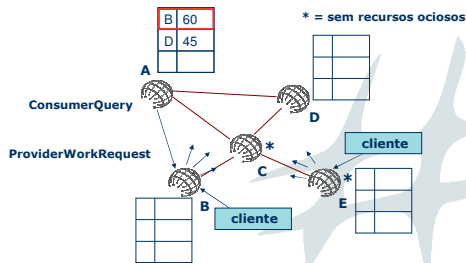 B 60
* = sem recursos ociosos
D 45
A
ConsumerQuery
D
*
cliente
ProviderWorkRequest
C
*
B
E
cliente